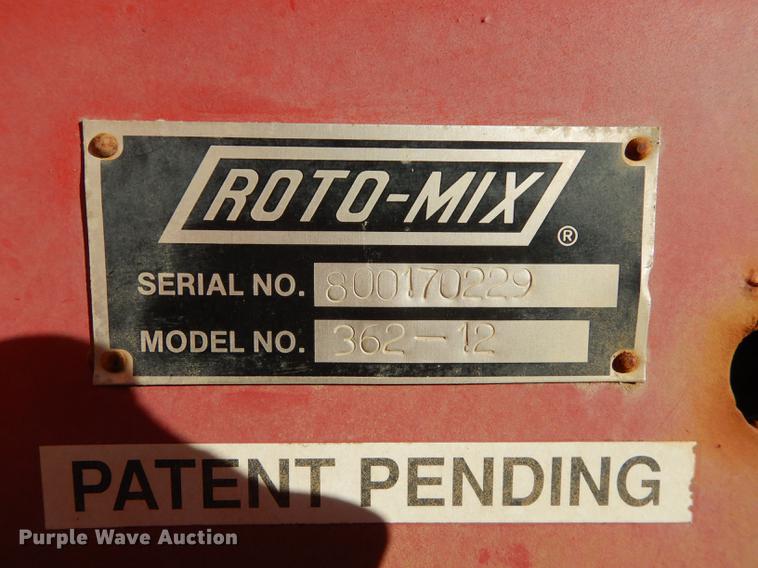 ROTO-MIX
®
SERIAL NO. 800170229
MODEL NO. 362-12
PATENT PENDING
Purple Wave Auction